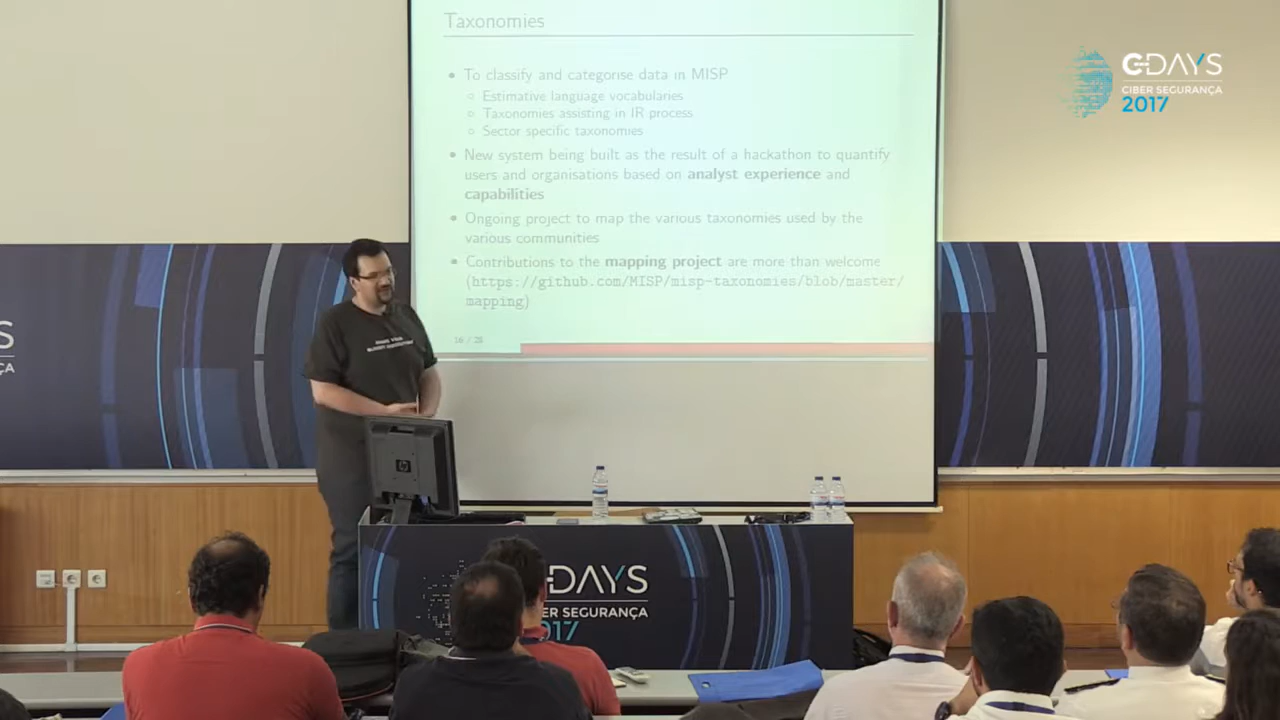 Taxonomies
• To classify and categorise data in MISP
◦ Estimative language vocabularies
◦ Taxonomies assisting in IR process
◦ Sector specific taxonomies
• New system being built as the result of a hackathon to quantify
users and organisations based on analyst experience and
capabilities
• Ongoing project to map the various taxonomies used by the
various communities
• Contributions to the mapping project are more than welcome
(https://github.com/MISP/misp-taxonomies/blob/master/
mapping)
16 / 28
C-DAYS
CIBER SEGURANÇA
2017
S
ÇA
hp
-DAYS
BER SEGURANÇA
017